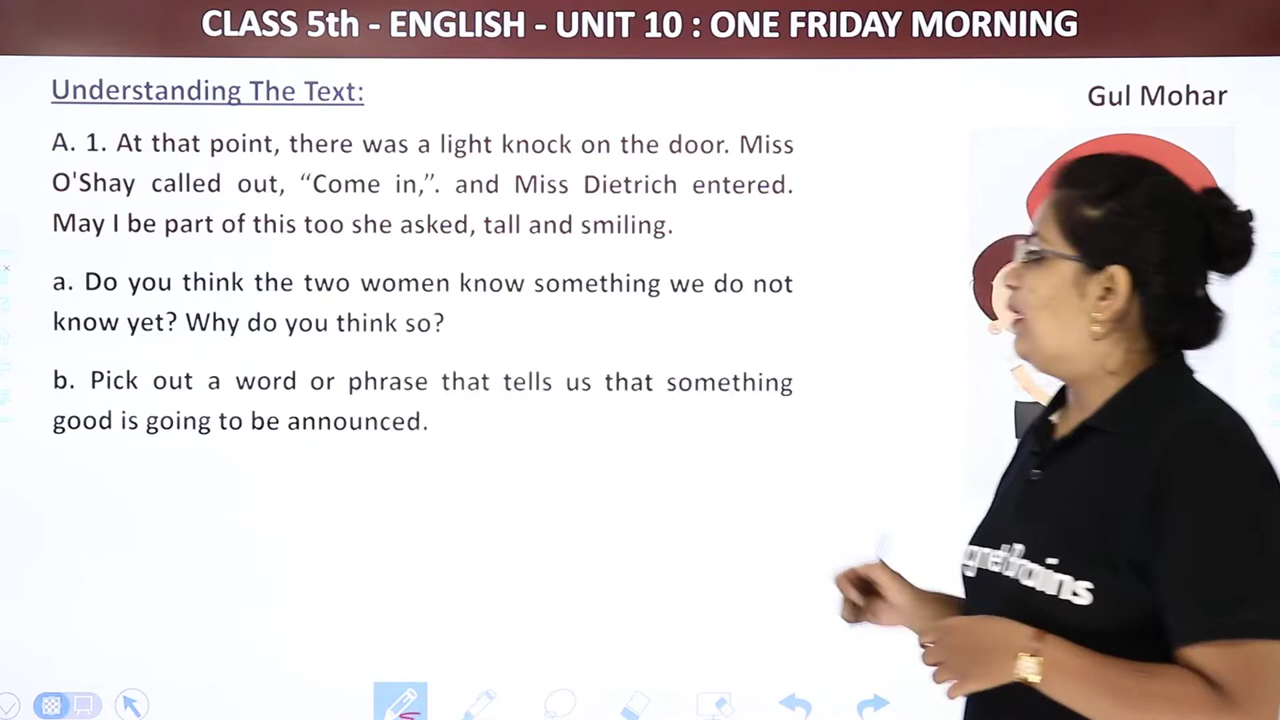 CLASS 5th - ENGLISH - UNIT 10 : ONE FRIDAY MORNING
Understanding The Text:
Gul Mohar
A. 1. At that point, there was a light knock on the door. Miss
O'Shay called out, “Come in,”. and Miss Dietrich entered.
May I be part of this too she asked, tall and smiling.
a. Do you think the two women know something we do not
know yet? Why do you think so?
b. Pick out a word or phrase that tells us that something
good is going to be announced.